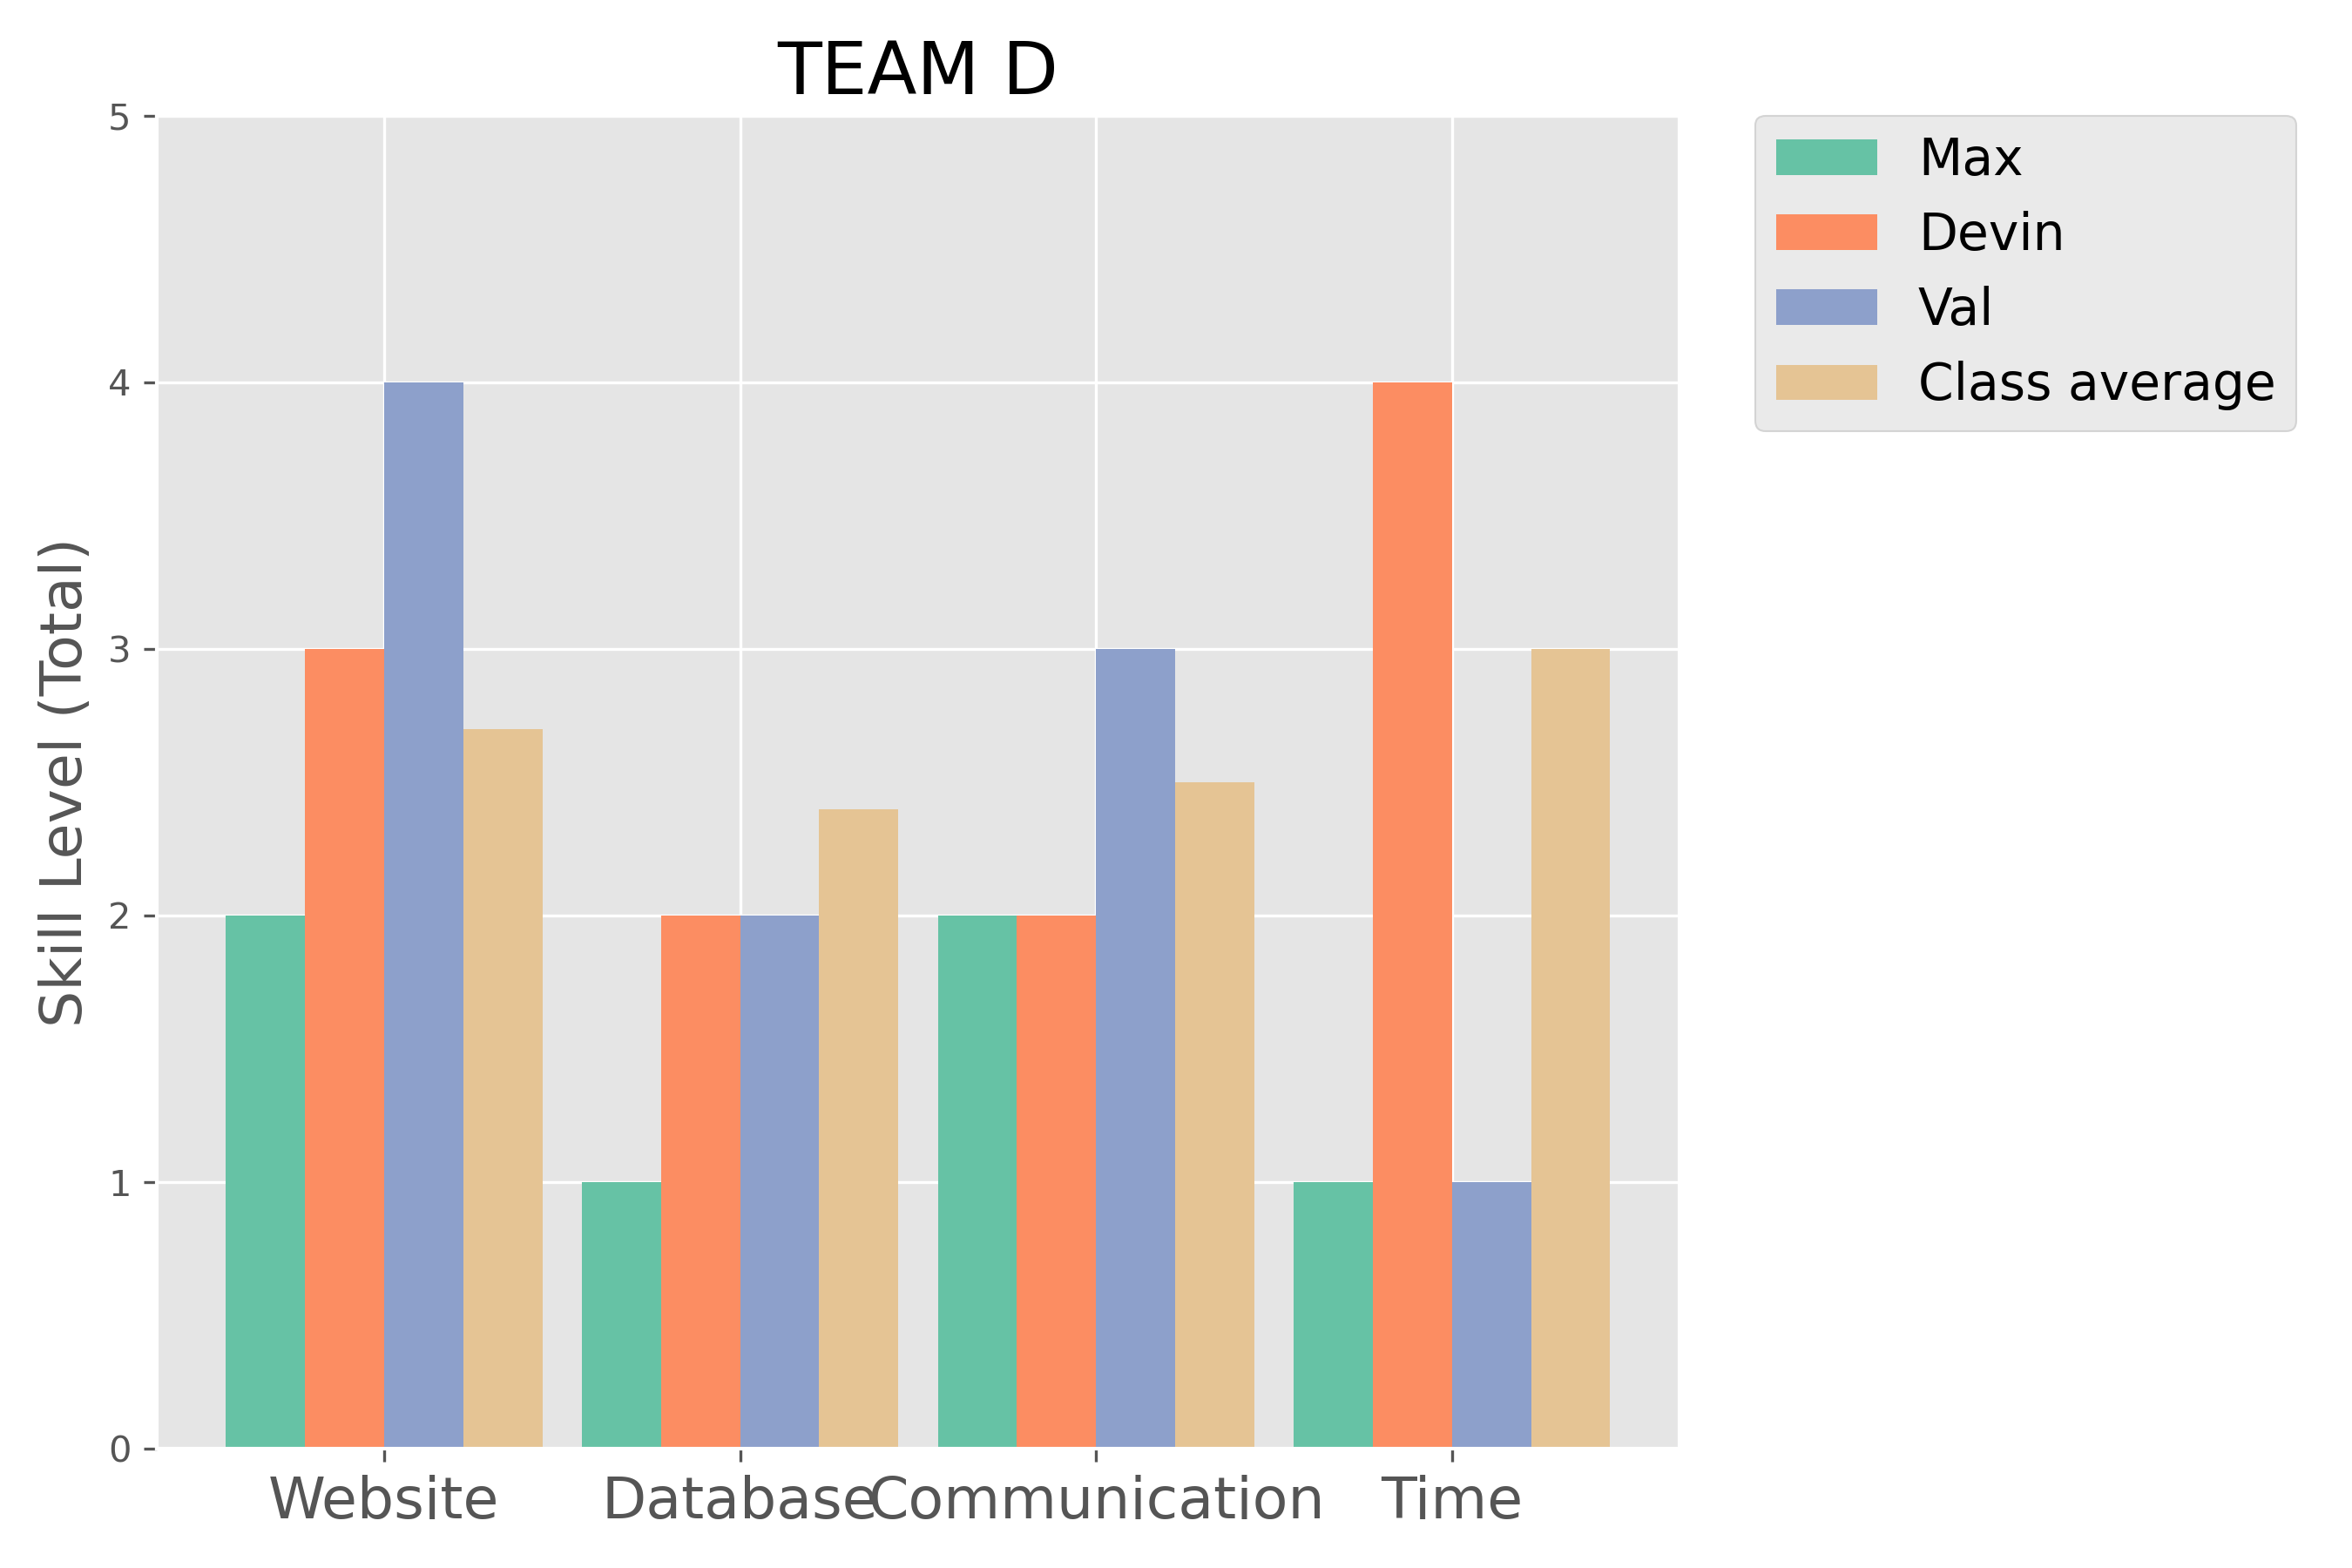 TEAM D
Skill Level (Total)
5
4
3
2
1
0
Website Database Communication Time
Max
Devin
Val
Class average